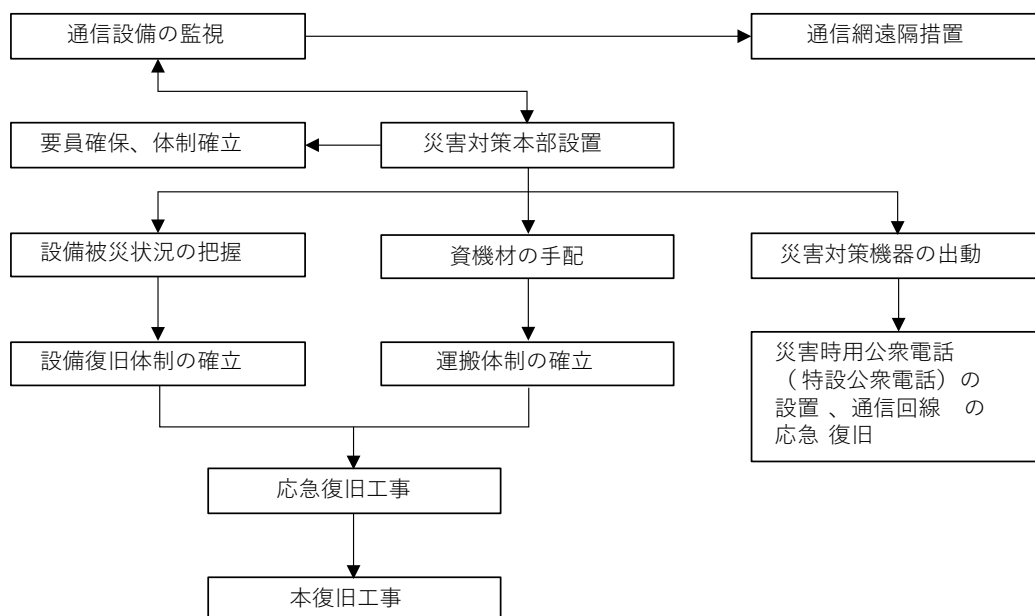 通信設備の監視
通信網遠隔措置
要員確保、体制確立
災害対策本部設置
設備被災状況の把握
資機材の手配
災害対策機器の出動
設備復旧体制の確立
運搬体制の確立
災害時用公衆電話
（特設公衆電話）の
設置 、通信回線　の
応急 復旧
応急復旧工事
本復旧工事